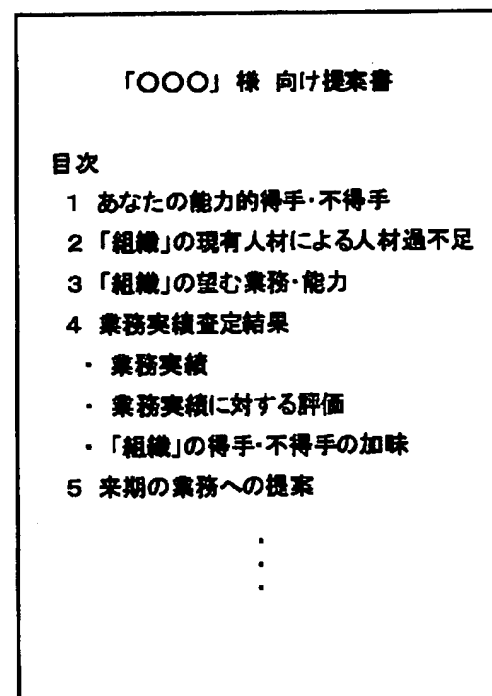 「○○○」様 向け提案書
目次
1 あなたの能力的得手・不得手
2 「組織」の現有人材による人材過不足
3 「組織」の望む業務・能力
4 業務実績査定結果
・ 業務実績
・ 業務実績に対する評価
・ 「組織」の得手・不得手の加味
5 来期の業務への提案
・
・
・